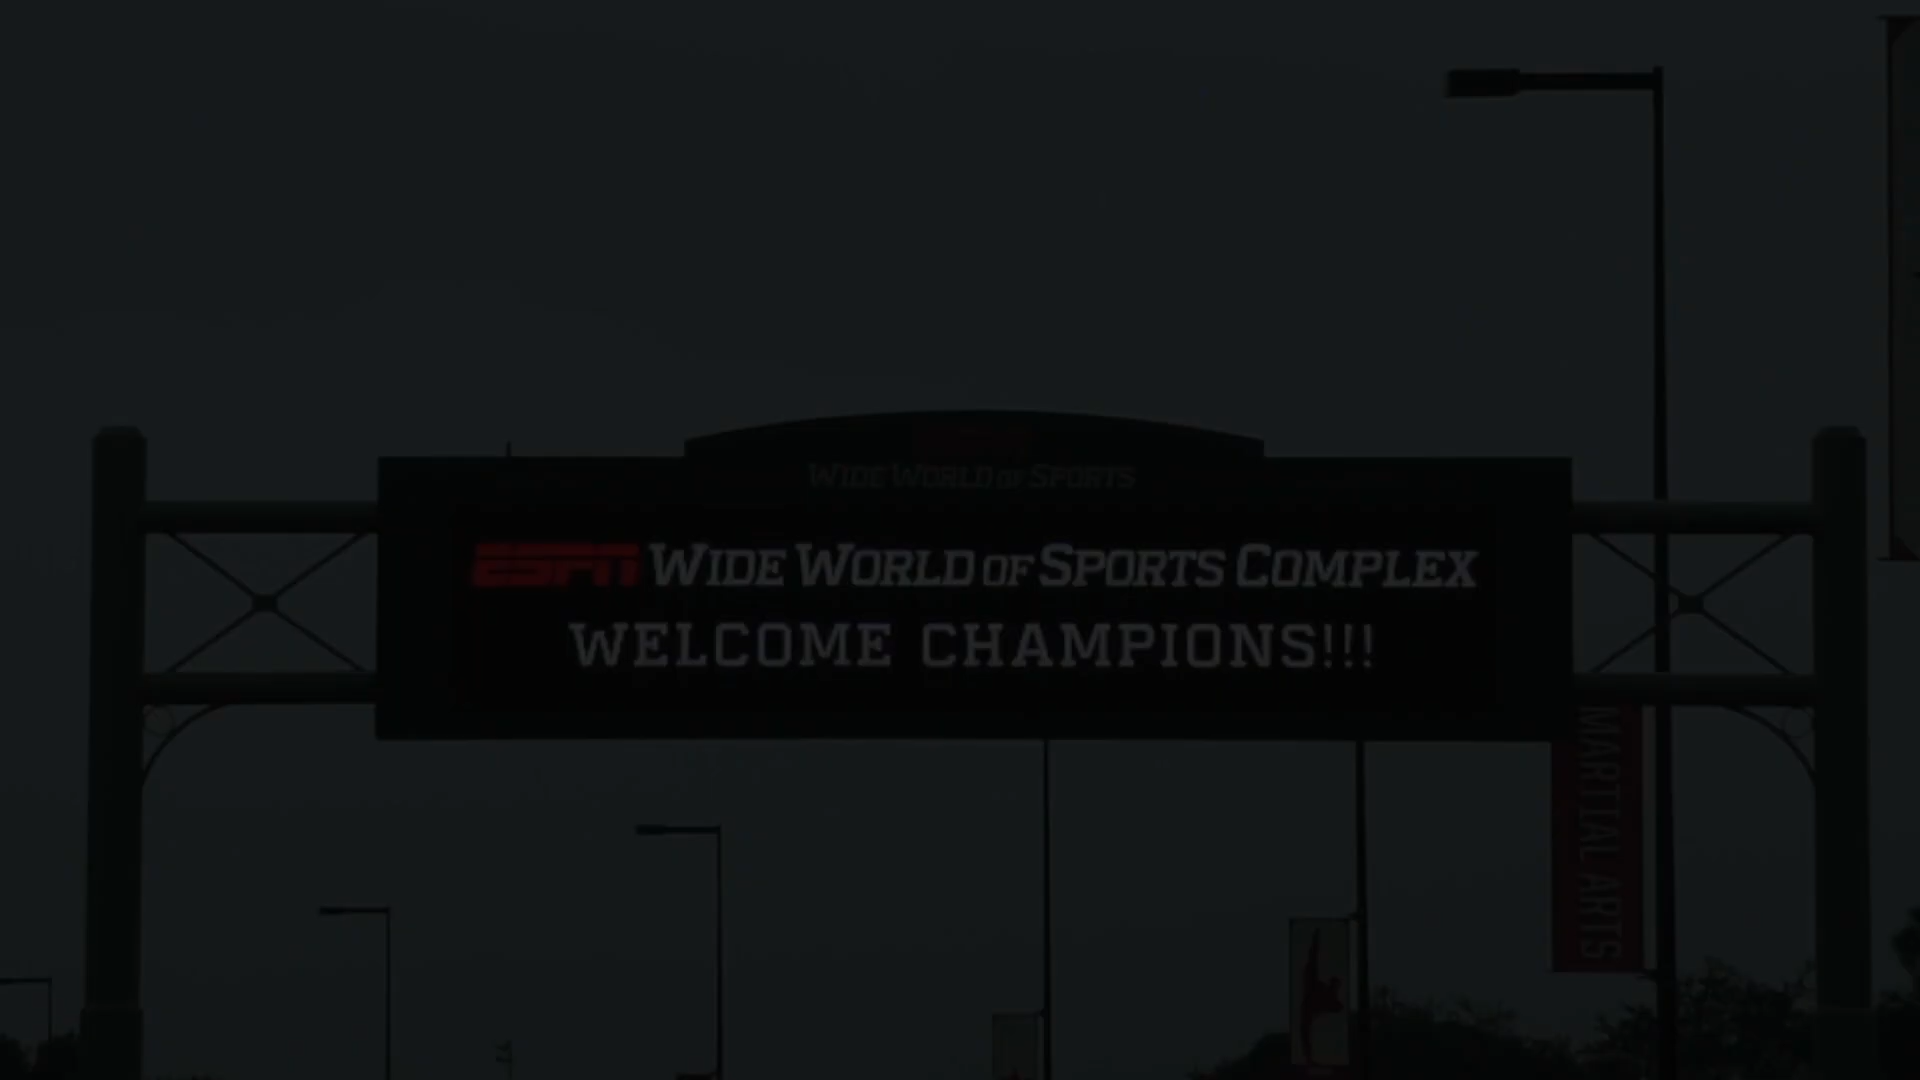 WIDE WORLD OF SPORTS
ESPN WIDE WORLD OF SPORTS COMPLEX
WELCOME CHAMPIONS!!!
MARTIAL ARTS